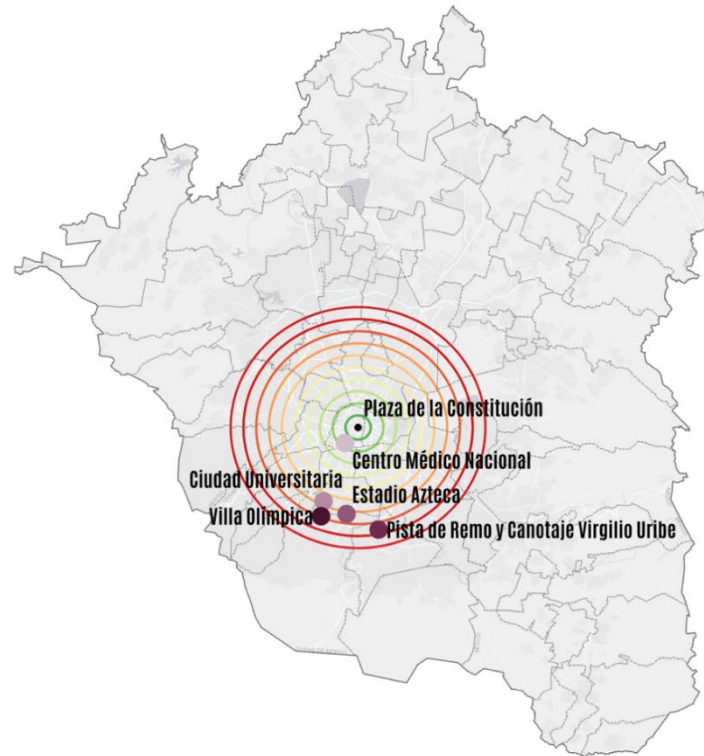 Plaza de la Constitución
Centro Médico Nacional
Ciudad Universitaria
Estadio Azteca
Villa Olímpica
Pista de Remo y Canotaje Virgilio Uribe